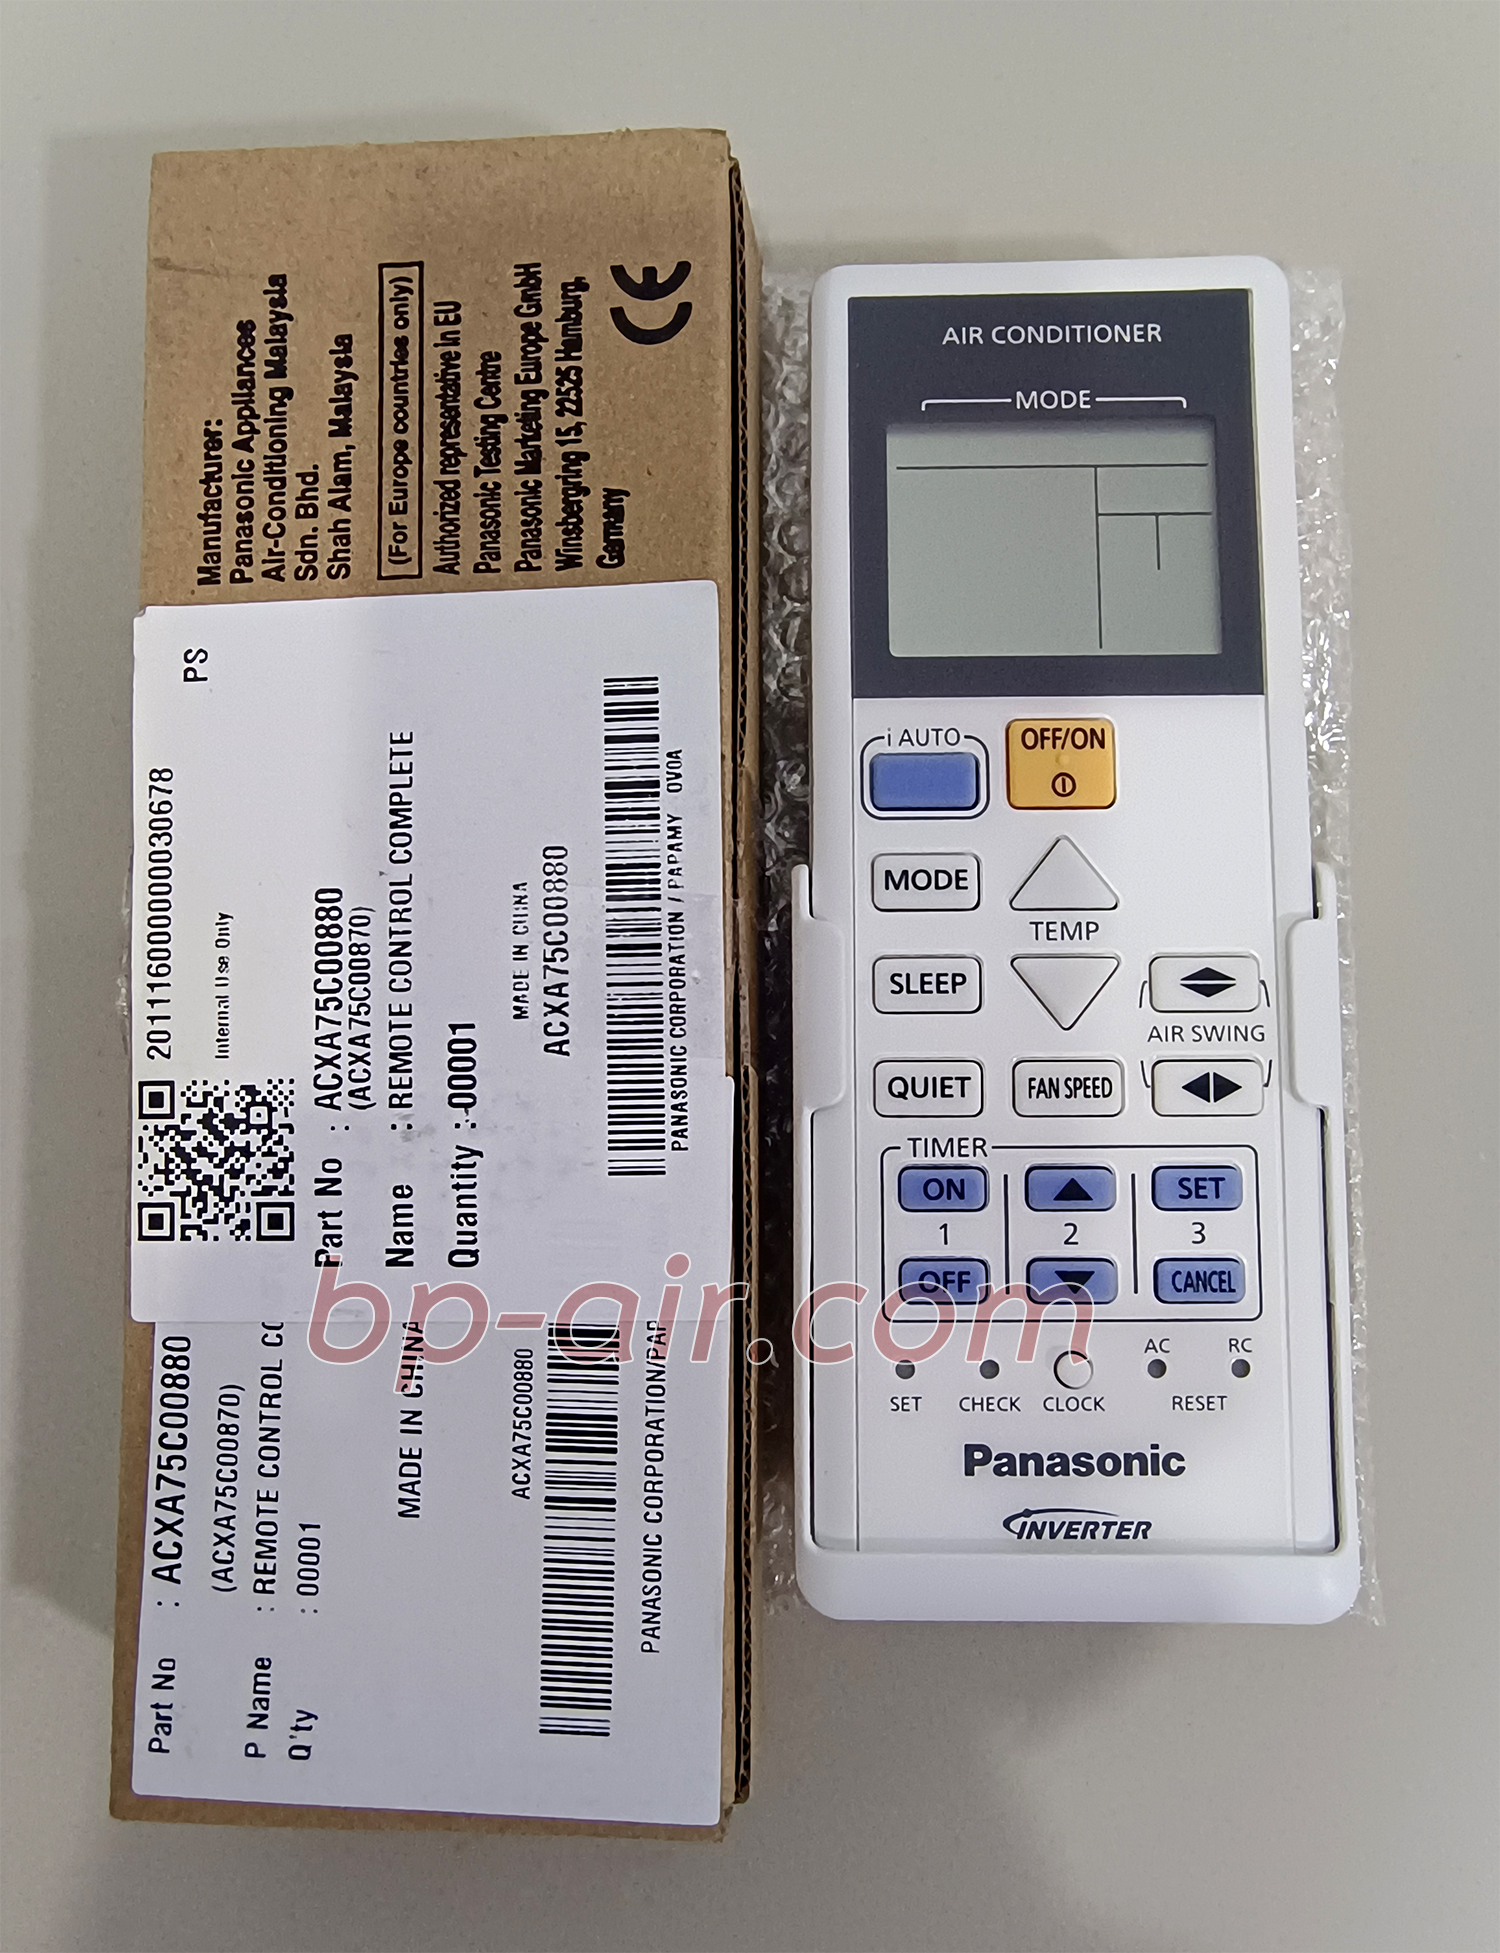 Manufacturer:
Panasonic Appliances
Air-Conditioning Malaysia
Sdn. Bhd.
Shah Alam, Malaysia
(For Europe countries only)
Authorized representative in EU
Panasonic Testing Centre
Panasonic Marketing Europe GmbH
Winsbergring 15, 22525 Hamburg,
Germany
CE
PS
201116000000030678
Internal Use Only
Part No : ACXA75C00880
(ACXA75C00870)
Name : REMOTE CONTROL COMPLETE
Quantity : 00001
MADE IN CHINA
ACXA75C00880
PANASONIC CORPORATION / PAPAMY 0V0A
Part No : ACXA75C00880
(ACXA75C00870)
P Name : REMOTE CONTROL CO
Q'ty : 00001
MADE IN CHINA
ACXA75C00880
PANASONIC CORPORATION/PAP
AIR CONDITIONER
MODE
i AUTO
OFF/ON
MODE
TEMP
SLEEP
AIR SWING
QUIET
FAN SPEED
TIMER
ON
SET
1 2 3
OFF
CANCEL
AC RC
SET CHECK CLOCK RESET
Panasonic
INVERTER
bp-air.com